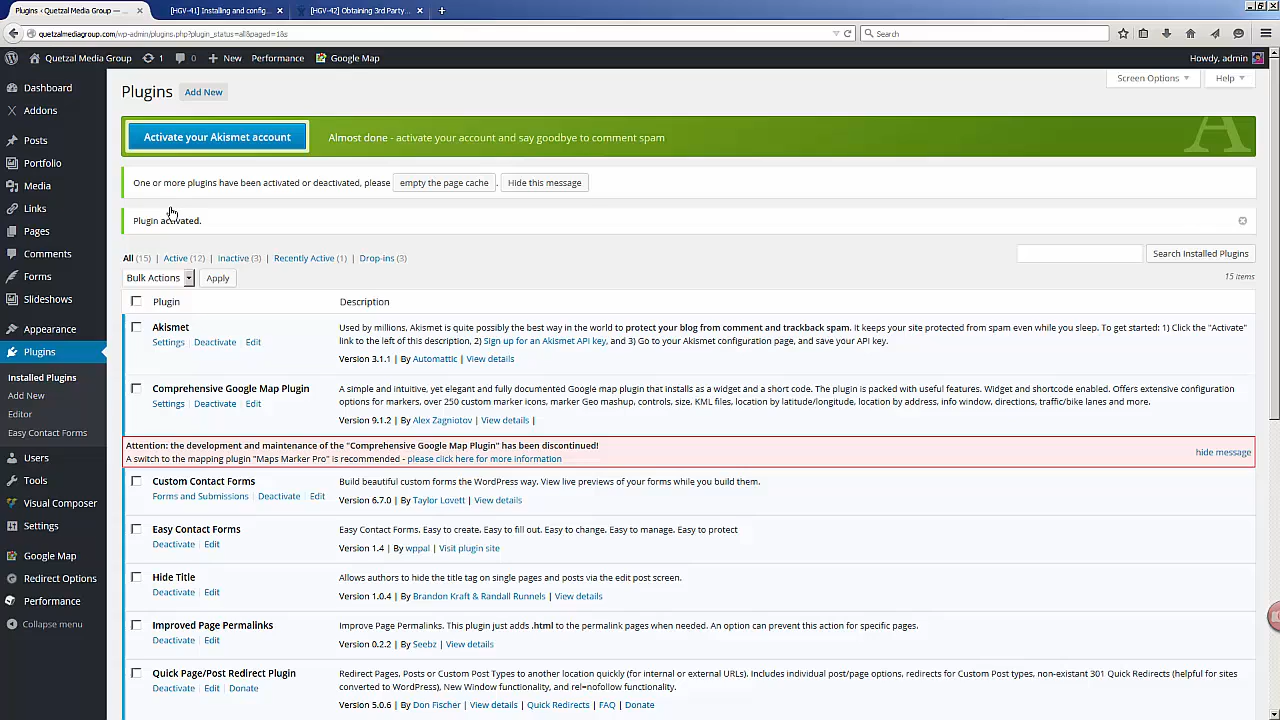 Plugins ‹ Quetzal Media Group — ...
[HGV-41] Installing and config...
[HGV-42] Obtaining 3rd Party...
quetzalmediagroup.com/wp-admin/plugins.php?plugin_status=all&paged=1&s
Search
Quetzal Media Group
1
0
New
Performance
Google Map
Howdy, admin
Dashboard
Addons
Posts
Portfolio
Media
Links
Pages
Comments
Forms
Slideshows
Appearance
Plugins
Installed Plugins
Add New
Editor
Easy Contact Forms
Users
Tools
Visual Composer
Settings
Google Map
Redirect Options
Performance
Collapse menu
Screen Options
Help
Plugins Add New
Activate your Akismet account
Almost done - activate your account and say goodbye to comment spam
A
One or more plugins have been activated or deactivated, please empty the page cache . Hide this message
Plugin activated.
All (15) | Active (12) | Inactive (3) | Recently Active (1) | Drop-ins (3)
Search Installed Plugins
Bulk Actions Apply
15 items
Plugin Description
Akismet
Settings | Deactivate | Edit
Used by millions, Akismet is quite possibly the best way in the world to protect your blog from comment and trackback spam. It keeps your site protected from spam even while you sleep. To get started: 1) Click the "Activate"
link to the left of this description, 2) Sign up for an Akismet API key, and 3) Go to your Akismet configuration page, and save your API key.
Version 3.1.1 | By Automattic | View details
Comprehensive Google Map Plugin
Settings | Deactivate | Edit
A simple and intuitive, yet elegant and fully documented Google map plugin that installs as a widget and a short code. The plugin is packed with useful features. Widget and shortcode enabled. Offers extensive configuration
options for markers, over 250 custom marker icons, marker Geo mashup, controls, size, KML files, location by latitude/longitude, location by address, info window, directions, traffic/bike lanes and more.
Version 9.1.2 | By Alex Zagniotov | View details |
Attention: the development and maintenance of the "Comprehensive Google Map Plugin" has been discontinued!
A switch to the mapping plugin "Maps Marker Pro" is recommended - please click here for more information
hide message
Custom Contact Forms
Forms and Submissions | Deactivate | Edit
Build beautiful custom forms the WordPress way. View live previews of your forms while you build them.
Version 6.7.0 | By Taylor Lovett | View details
Easy Contact Forms
Deactivate | Edit
Easy Contact Forms. Easy to create. Easy to fill out. Easy to change. Easy to manage. Easy to protect
Version 1.4 | By wppal | Visit plugin site
Hide Title
Deactivate | Edit
Allows authors to hide the title tag on single pages and posts via the edit post screen.
Version 1.0.4 | By Brandon Kraft & Randall Runnels | View details
Improved Page Permalinks
Deactivate | Edit
Improve Page Permalinks. This plugin just adds .html to the permalink pages when needed. An option can prevent this action for specific pages.
Version 0.2.2 | By Seebz | View details
Quick Page/Post Redirect Plugin
Deactivate | Edit | Donate
Redirect Pages, Posts or Custom Post Types to another location quickly (for internal or external URLs). Includes individual post/page options, redirects for Custom Post types, non-existant 301 Quick Redirects (helpful for sites
converted to WordPress), New Window functionality, and rel=nofollow functionality.
Version 5.0.6 | By Don Fischer | View details | Quick Redirects | FAQ | Donate